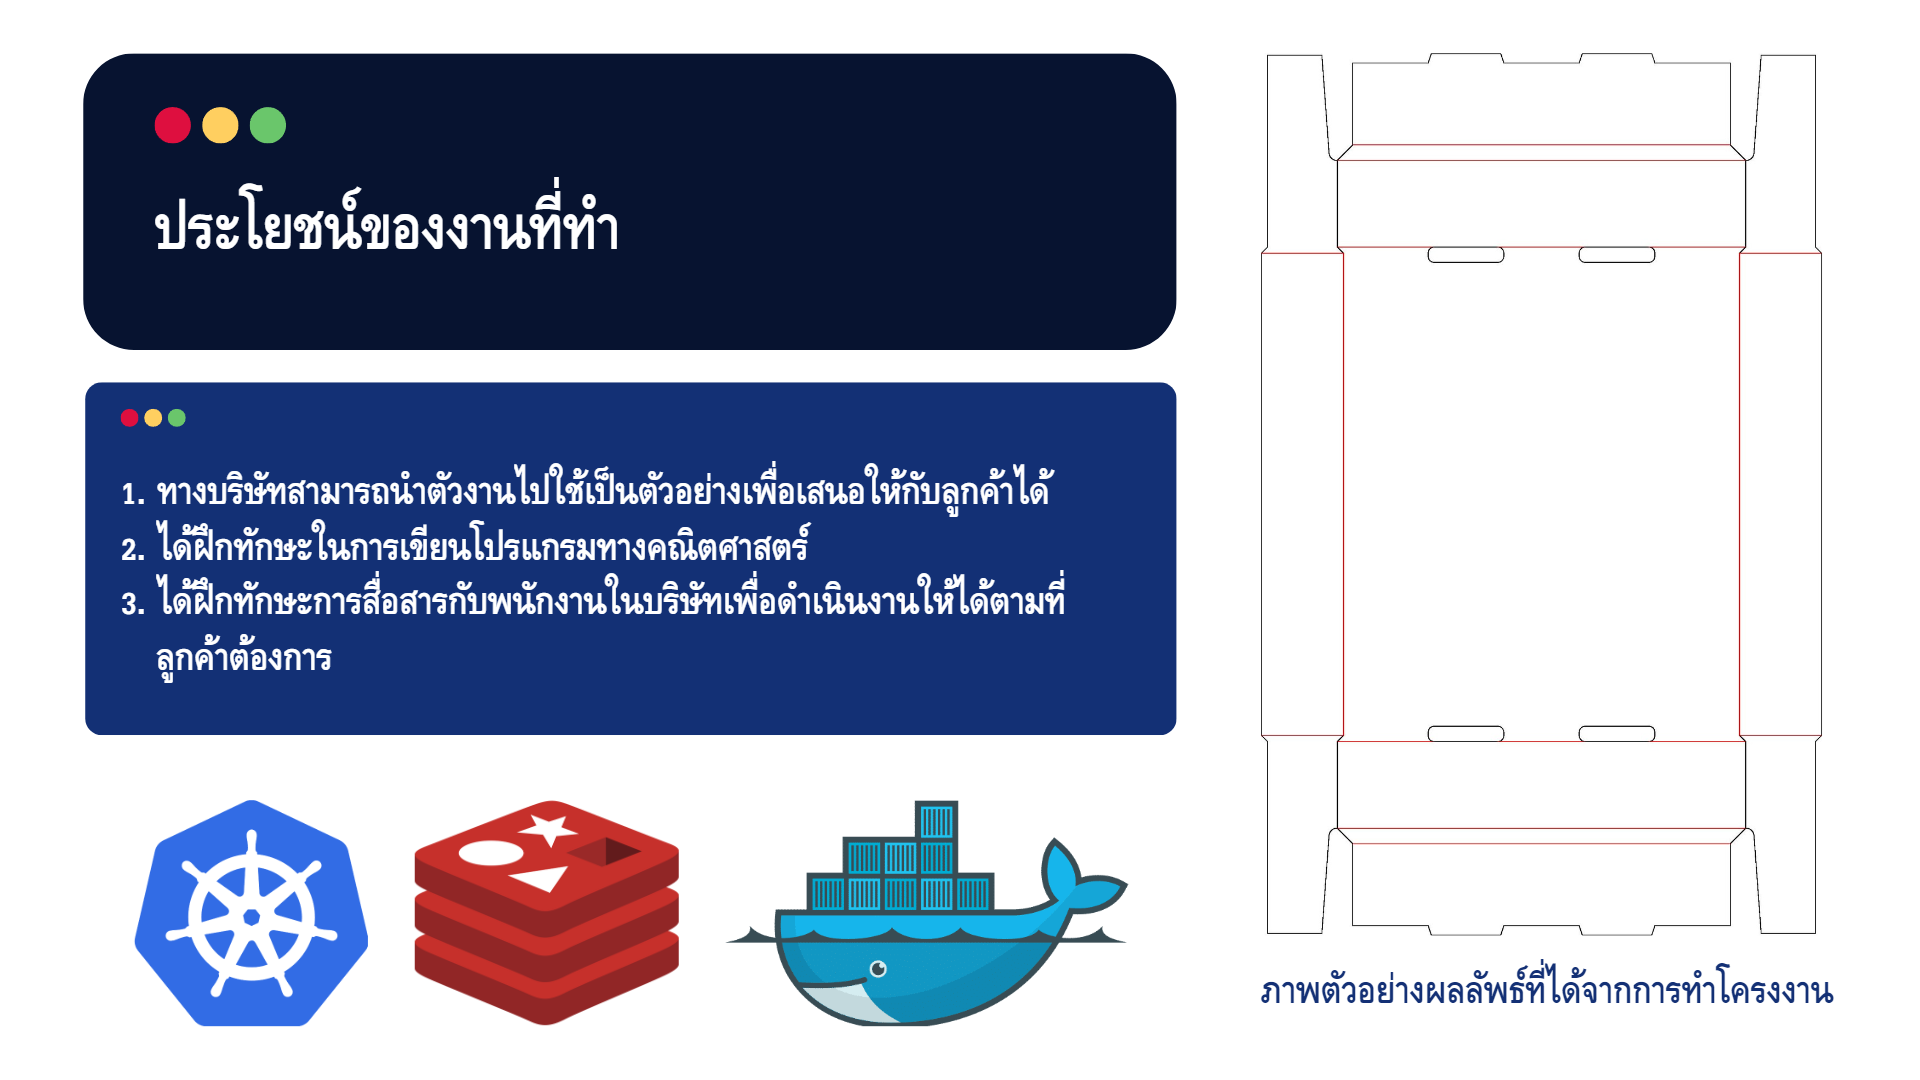 ประโยชน์ของงานที่ทำ
1. ทางบริษัทสามารถนำตัวงานไปใช้เป็นตัวอย่างเพื่อเสนอให้กับลูกค้าได้
2. ได้ฝึกทักษะในการเขียนโปรแกรมทางคณิตศาสตร์
3. ได้ฝึกทักษะการสื่อสารกับพนักงานในบริษัทเพื่อดำเนินงานให้ได้ตามที่
ลูกค้าต้องการ
ภาพตัวอย่างผลลัพธ์ที่ได้จากการทำโครงงาน